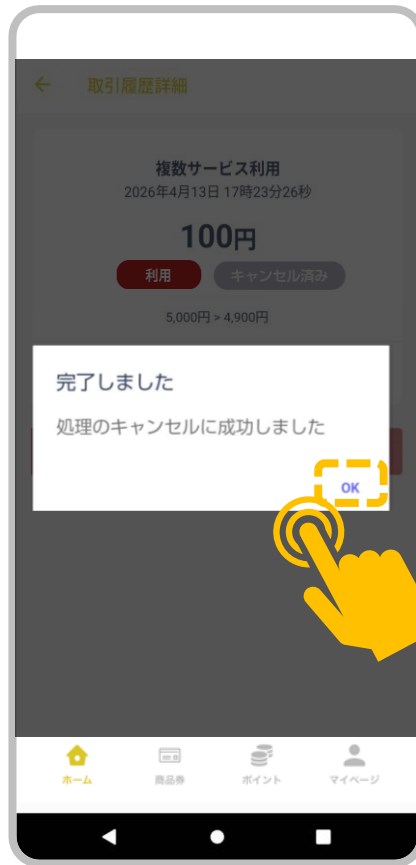 取引履歴詳細
複数サービス利用
2026年4月13日 17時23分26秒
100円
利用 キャンセル済み
5,000円 > 4,900円
完了しました
処理のキャンセルに成功しました
OK
ホーム 商品券 ポイント マイページ